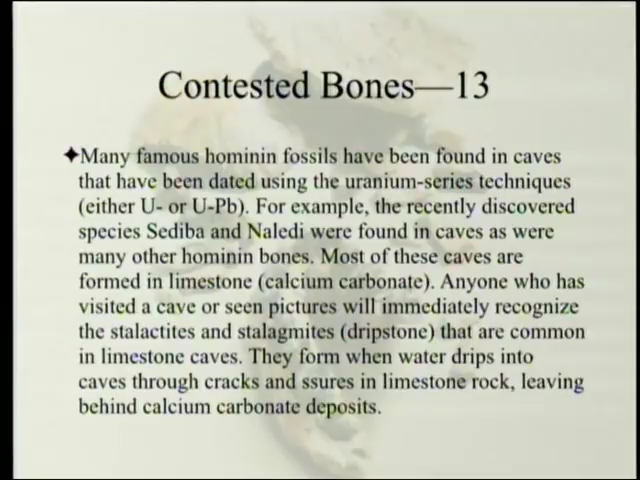 Contested Bones—13
✦Many famous hominin fossils have been found in caves
that have been dated using the uranium-series techniques
(either U- or U-Pb). For example, the recently discovered
species Sediba and Naledi were found in caves as were
many other hominin bones. Most of these caves are
formed in limestone (calcium carbonate). Anyone who has
visited a cave or seen pictures will immediately recognize
the stalactites and stalagmites (dripstone) that are common
in limestone caves. They form when water drips into
caves through cracks and ssures in limestone rock, leaving
behind calcium carbonate deposits.